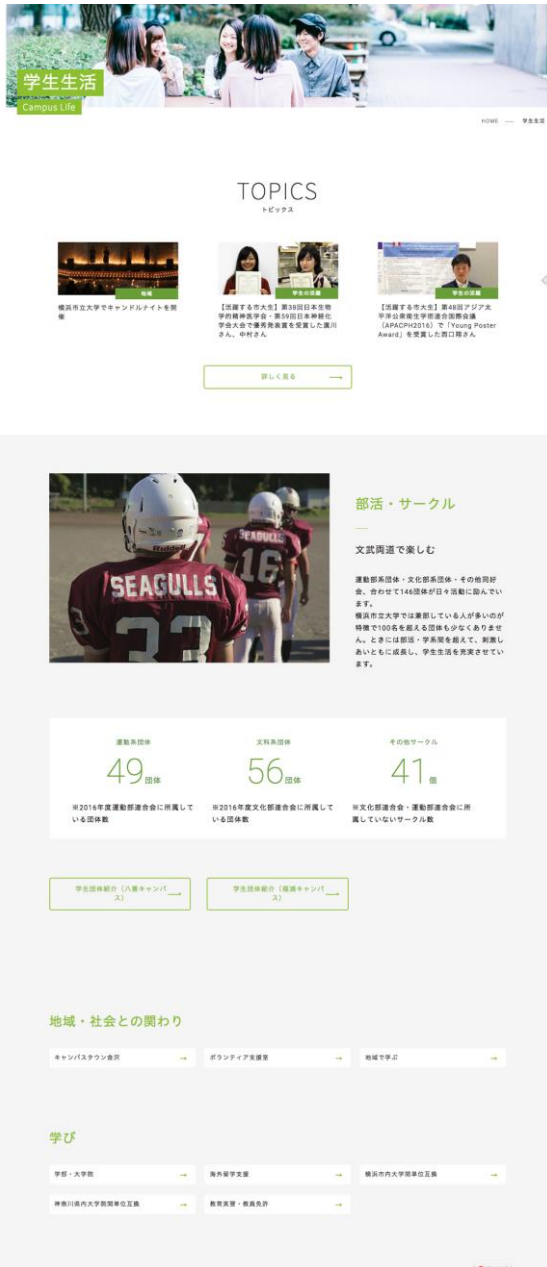 学生生活
Campus Life
HOME — 学生生活
TOPICS
トピックス
地域
横浜市立大学でキャンドルナイトを開
催
学生の活躍
【活躍する市大生】第38回日本生物
学的精神医学会・第59回日本神経化
学会大会で優秀発表賞を受賞した廣川
さん、中村さん
学生の活躍
【活躍する市大生】第48回アジア太
平洋公衆衛生学術連合国際会議
(APACPH2016)で「Young Poster
Award」を受賞した西口翔さん
詳しく見る
SEAGULLS
33
SEAGULLS
16
Riddell
部活・サークル
文武両道で楽しむ
運動部系団体・文化部系団体・その他同好
会、合わせて146団体が日々活動に励んでい
ます。
横浜市立大学では兼部している人が多いのが
特徴で100名を超える団体も少なくありませ
ん。ときには部活・学系間を超えて、刺激し
あいともに成長し、学生生活を充実させてい
ます。
運動系団体
49団体
※2016年度運動部連合会に所属して
いる団体数
文科系団体
56団体
※2016年度文化部連合会に所属して
いる団体数
その他サークル
41個
※文化部連合会・運動部連合会に所
属していないサークル数
学生団体紹介(八景キャンパ
ス)
学生団体紹介(福浦キャンパ
ス)
地域・社会との関わり
キャンパスタウン金沢
ボランティア支援室
地域で学ぶ
学び
学部・大学院
海外留学支援
横浜市内大学間単位互換
神奈川県内大学院間単位互換
教育実習・教員免許